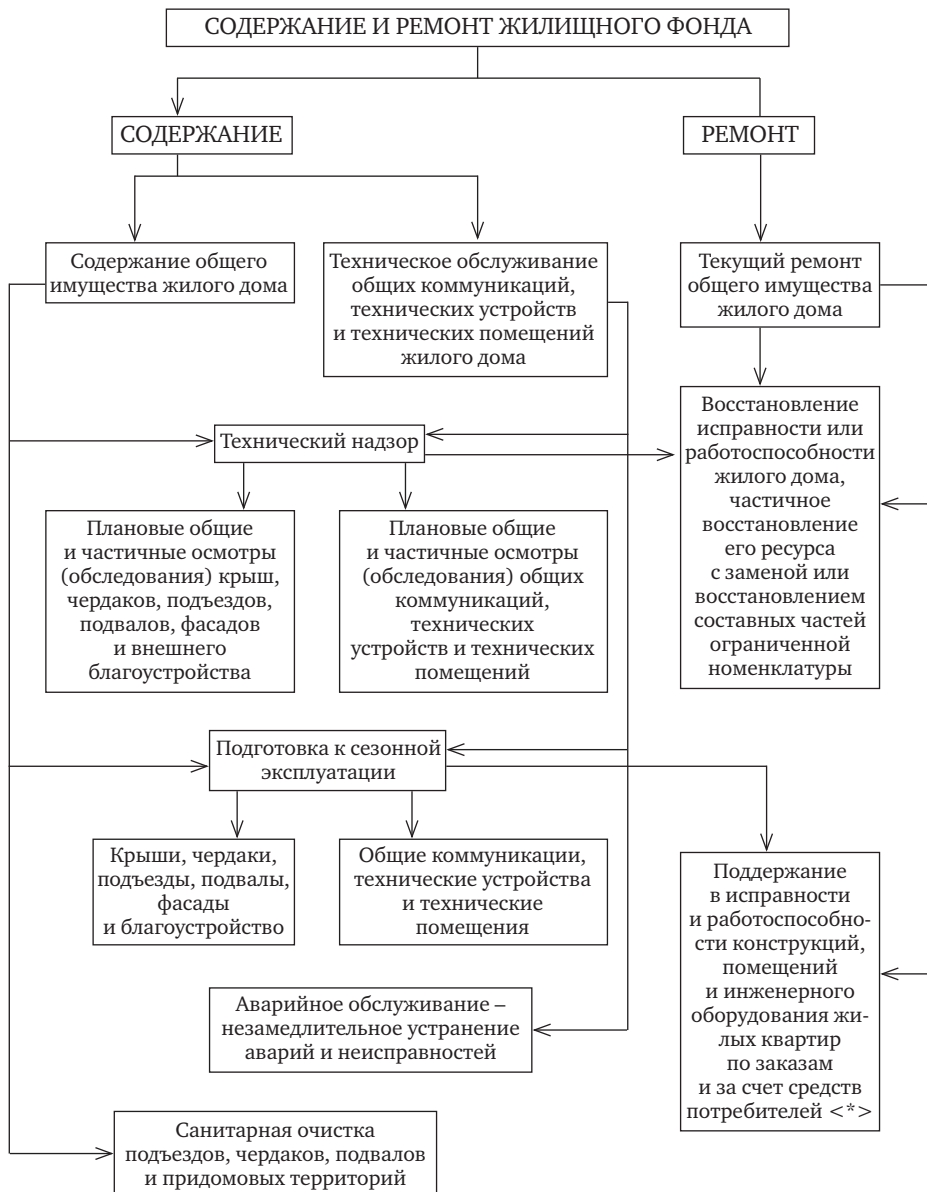 СОДЕРЖАНИЕ И РЕМОНТ ЖИЛИЩНОГО ФОНДА
СОДЕРЖАНИЕ
РЕМОНТ
Содержание общего
имущества жилого дома
Техническое обслуживание
общих коммуникаций,
технических устройств
и технических помещений
жилого дома
Текущий ремонт
общего имущества
жилого дома
Технический надзор
Восстановление
исправности или
работоспособности
жилого дома,
частичное
восстановление
его ресурса
с заменой или
восстановлением
составных частей
ограниченной
номенклатуры
Плановые общие
и частичные осмотры
(обследования) крыш,
чердаков, подъездов,
подвалов, фасадов
и внешнего
благоустройства
Плановые общие
и частичные осмотры
(обследования) общих
коммуникаций,
технических
устройств и технических
помещений
Подготовка к сезонной
эксплуатации
Крыши, чердаки,
подъезды, подвалы,
фасады
и благоустройство
Общие коммуникации,
технические устройства
и технические
помещения
Поддержание
в исправности
и работоспособно-
сти конструкций,
помещений
и инженерного
оборудования жи-
лых квартир
по заказам
и за счет средств
потребителей <*>
Аварийное обслуживание –
незамедлительное устранение
аварий и неисправностей
Санитарная очистка
подъездов, чердаков, подвалов
и придомовых территорий